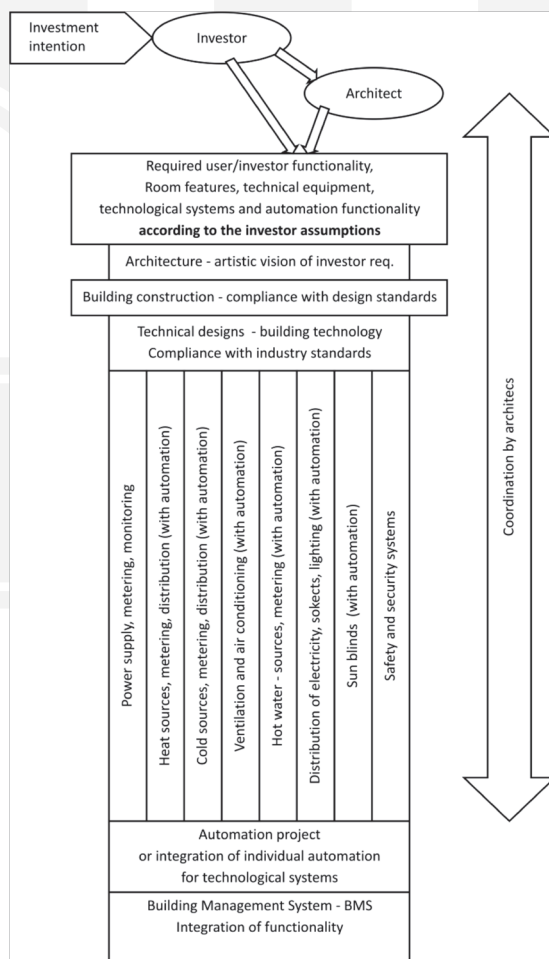 Investment
intention
Investor
Architect
Required user/investor functionality,
Room features, technical equipment,
technological systems and automation functionality
according to the investor assumptions
Architecture - artistic vision of investor req.
Building construction - compliance with design standards
Technical designs - building technology
Compliance with industry standards
Power supply, metering, monitoring
Heat sources, metering, distribution (with automation)
Cold sources, metering, distribution (with automation)
Ventilation and air conditioning (with automation)
Hot water - sources, metering (with automation)
Distribution of electricity, sokects, lighting (with automation)
Sun blinds (with automation)
Safety and security systems
Coordination by architecs
Automation project
or integration of individual automation
for technological systems
Building Management System - BMS
Integration of functionality